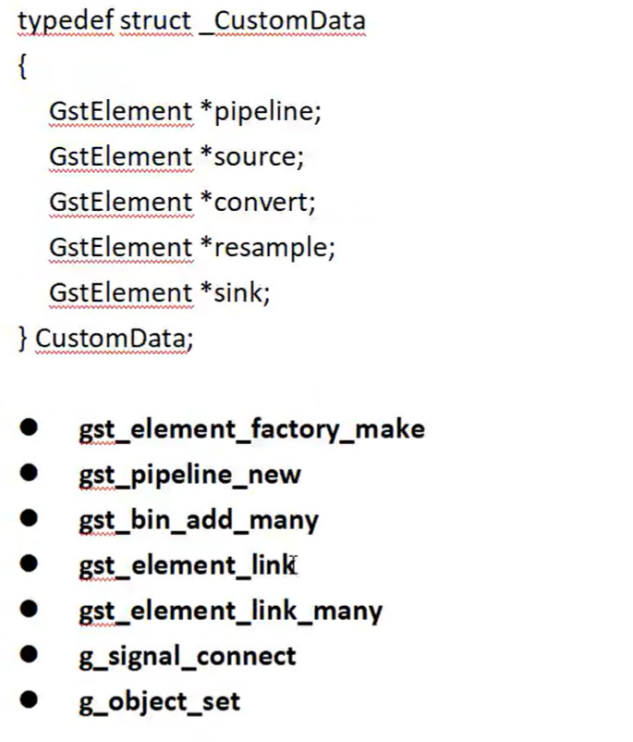 typedef struct _CustomData
{
GstElement *pipeline;
GstElement *source;
GstElement *convert;
GstElement *resample;
GstElement *sink;
} CustomData;
● gst_element_factory_make
● gst_pipeline_new
● gst_bin_add_many
● gst_element_link
● gst_element_link_many
● g_signal_connect
● g_object_set